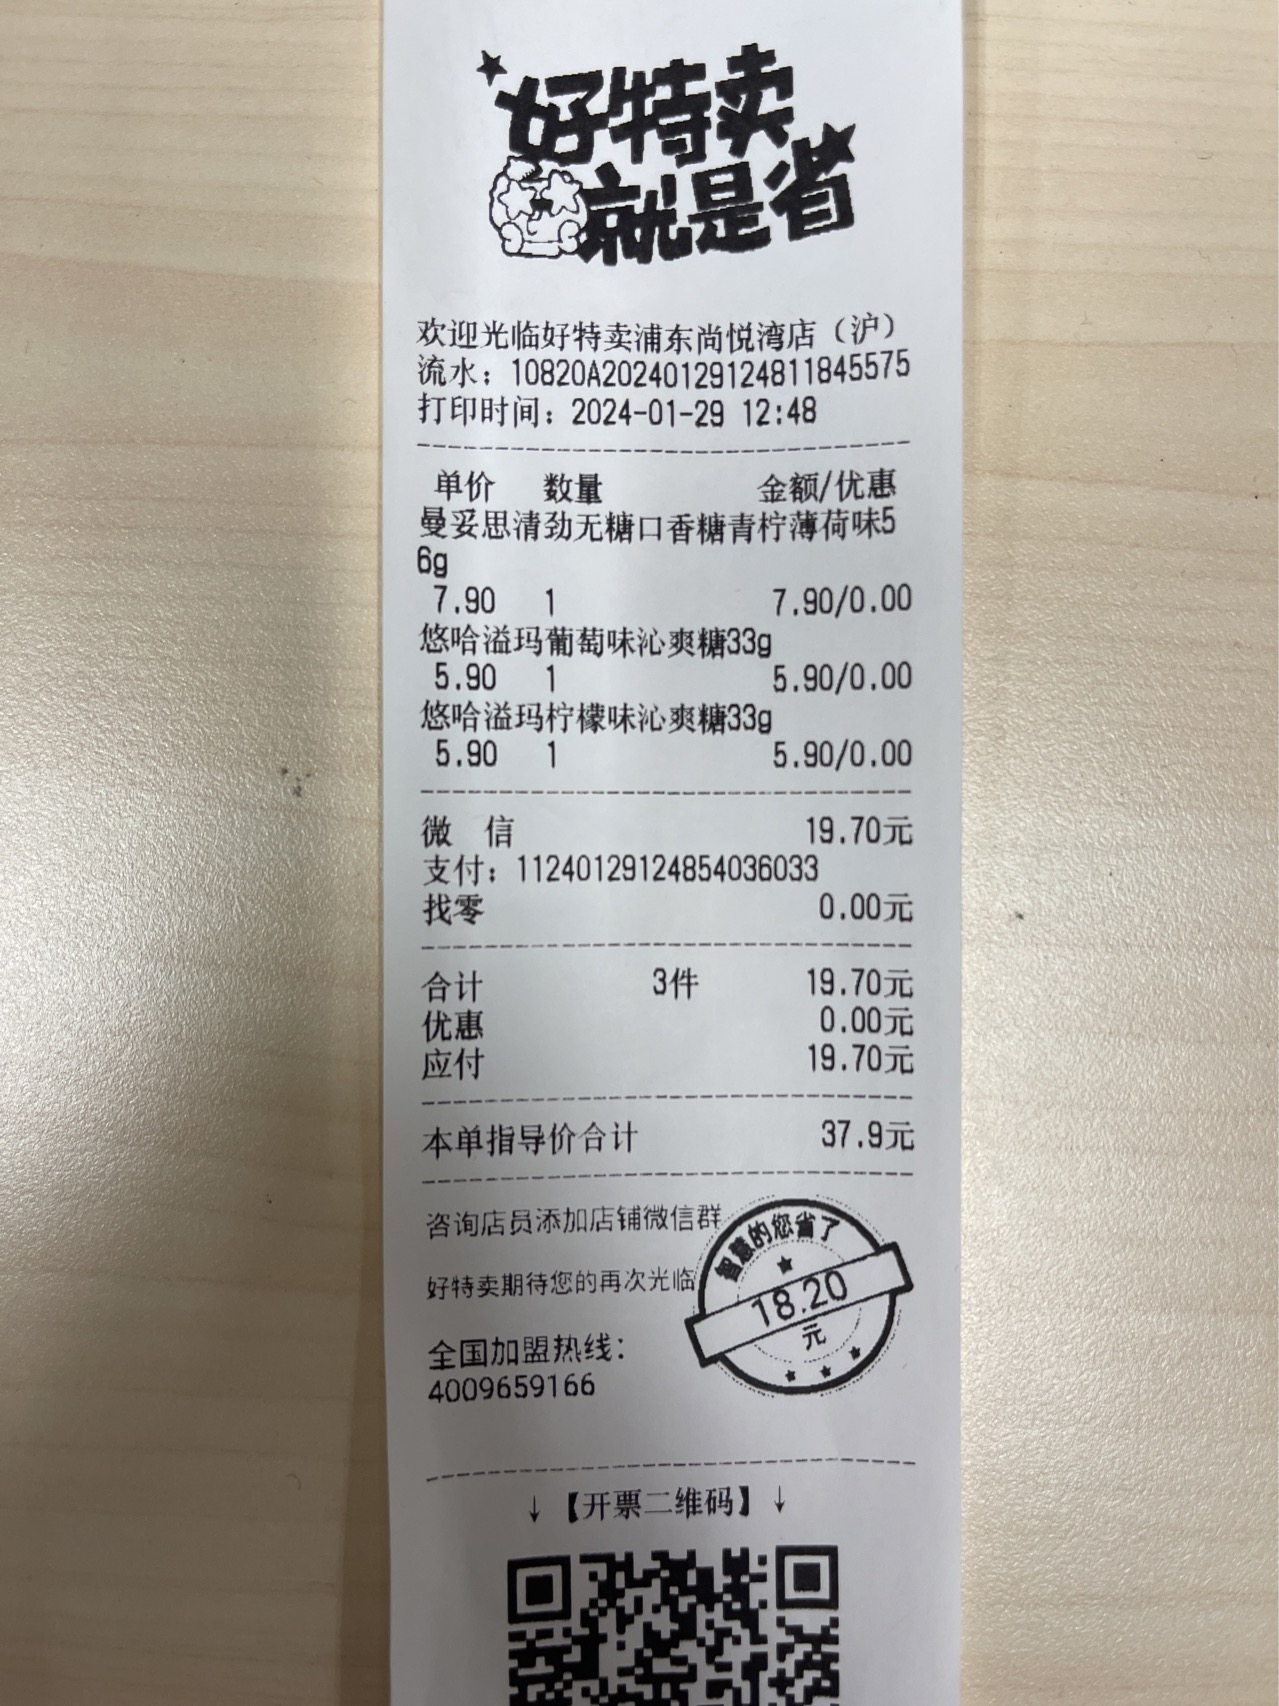 好特卖
就是省
欢迎光临好特卖浦东尚悦湾店（沪）
流水：10820A20240129124811845575
打印时间：2024-01-29 12:48
单价 数量 金额/优惠
曼妥思清劲无糖口香糖青柠薄荷味5
6g
7.90 1 7.90/0.00
悠哈溢玛葡萄味沁爽糖33g
5.90 1 5.90/0.00
悠哈溢玛柠檬味沁爽糖33g
5.90 1 5.90/0.00
微 信 19.70元
支付：11240129124854036033
找零 0.00元
合计 3件 19.70元
优惠 0.00元
应付 19.70元
本单指导价合计 37.9元
咨询店员添加店铺微信群
好特卖期待您的再次光临
智慧的您省了
18.20
元
全国加盟热线：
4009659166
↓【开票二维码】↓